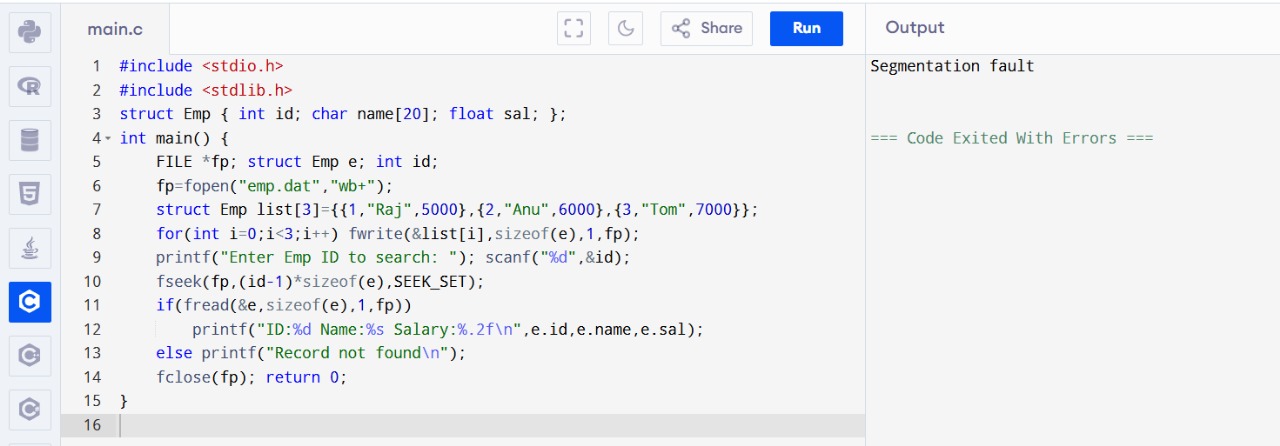 main.c
Share
Run
Output
1 #include <stdio.h>
2 #include <stdlib.h>
3 struct Emp { int id; char name[20]; float sal; };
4 int main() {
5     FILE *fp; struct Emp e; int id;
6     fp=fopen("emp.dat","wb+");
7     struct Emp list[3]={{1,"Raj",5000},{2,"Anu",6000},{3,"Tom",7000}};
8     for(int i=0;i<3;i++) fwrite(&list[i],sizeof(e),1,fp);
9     printf("Enter Emp ID to search: "); scanf("%d",&id);
10     fseek(fp,(id-1)*sizeof(e),SEEK_SET);
11     if(fread(&e,sizeof(e),1,fp))
12         printf("ID:%d Name:%s Salary:%.2f\n",e.id,e.name,e.sal);
13     else printf("Record not found\n");
14     fclose(fp); return 0;
15 }
16
Segmentation fault
=== Code Exited With Errors ===